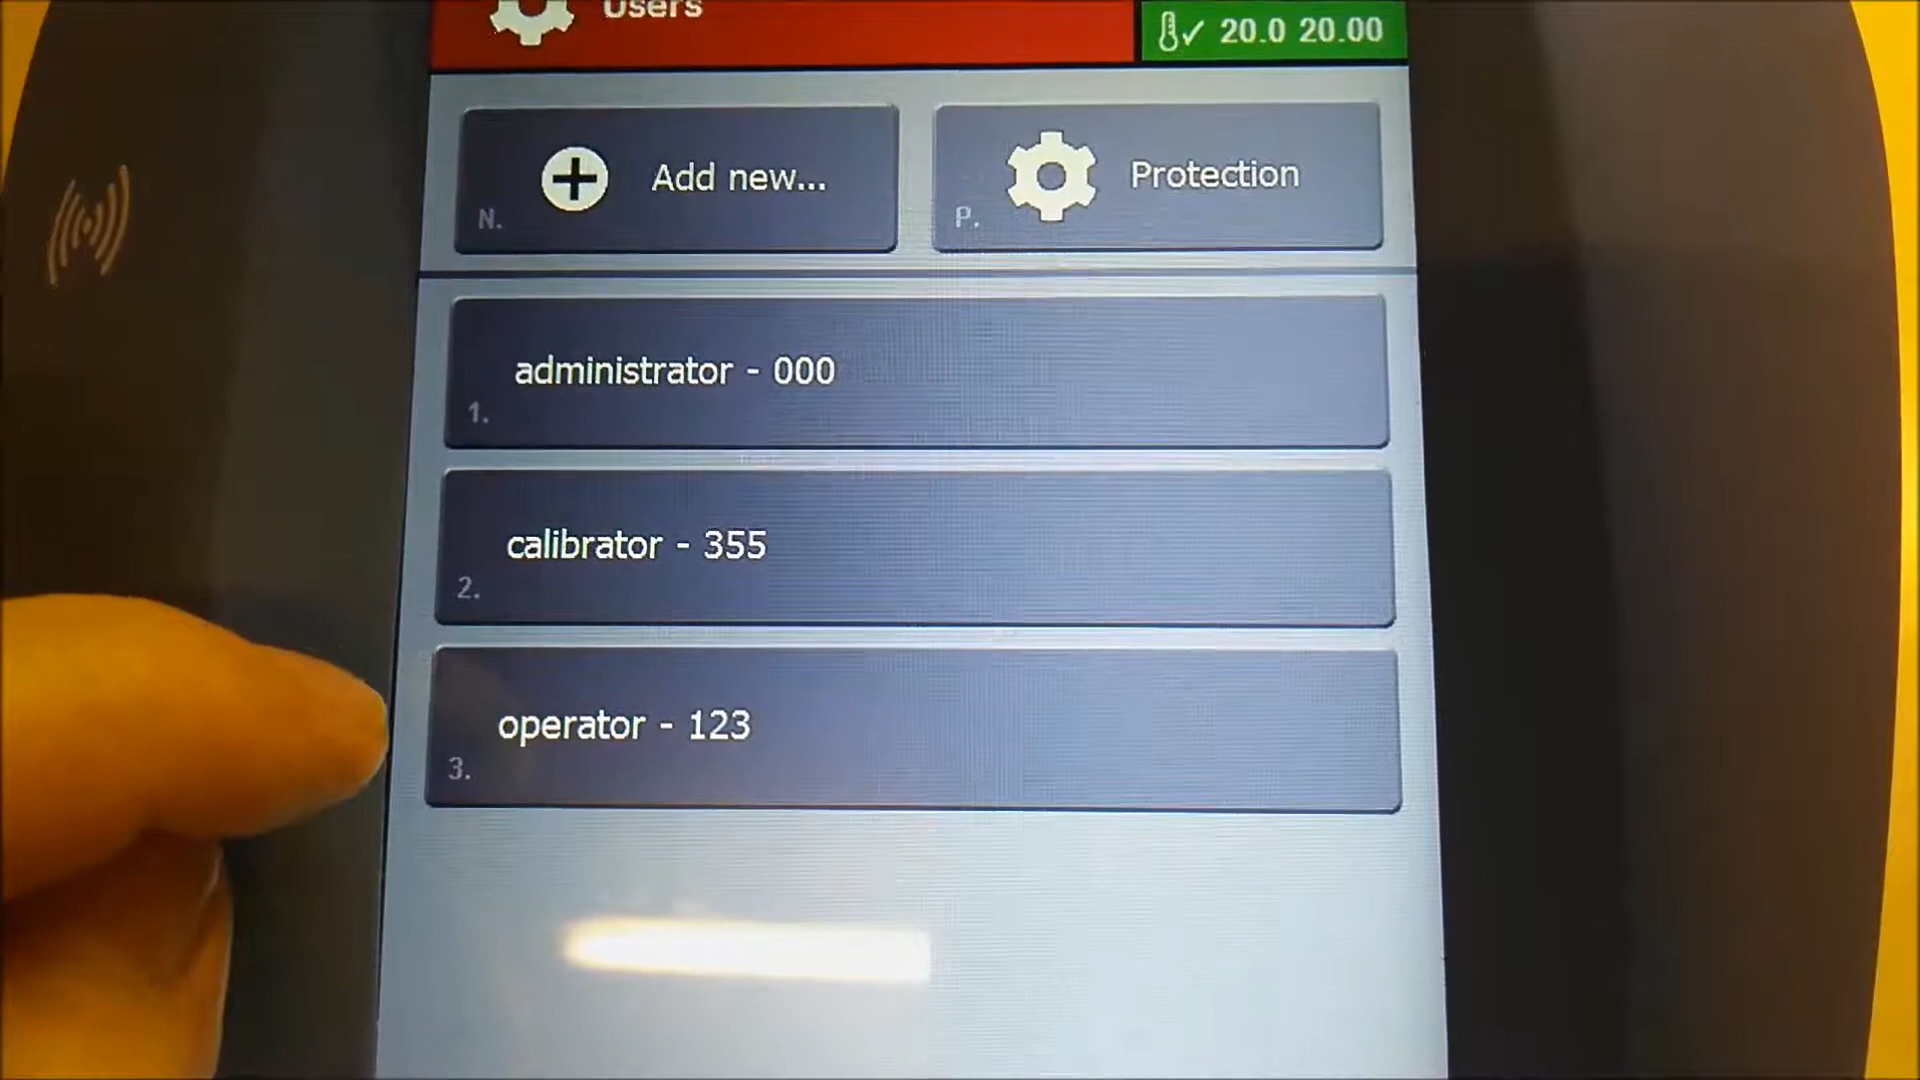 Users
20.0 20.00
Add new...
N.
Protection
P.
administrator - 000
1.
calibrator - 355
2.
operator - 123
3.